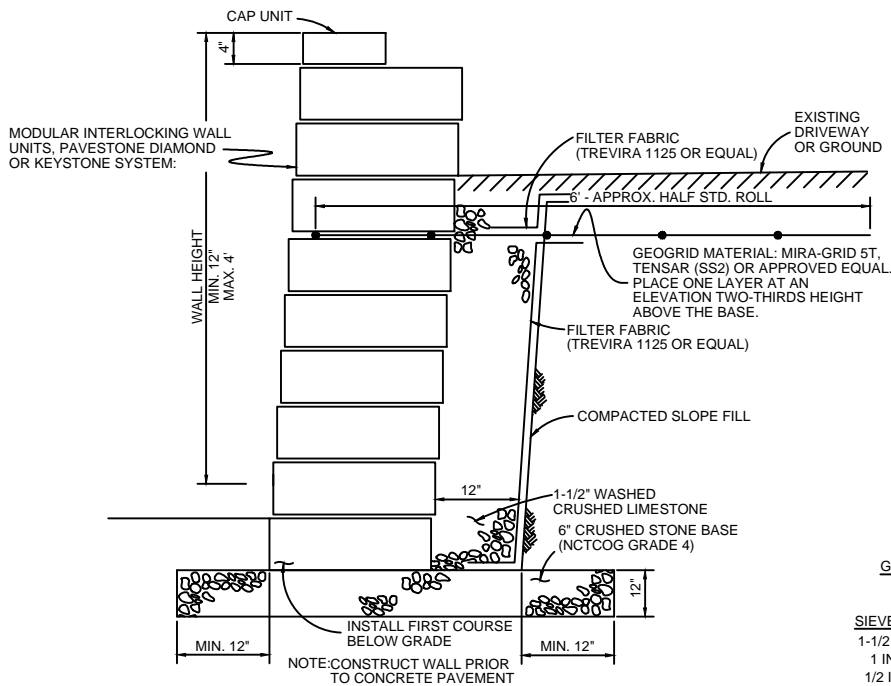 CAP UNIT
4"
MODULAR INTERLOCKING WALL
UNITS, PAVESTONE DIAMOND
OR KEYSTONE SYSTEM:
EXISTING
DRIVEWAY
OR GROUND
FILTER FABRIC
(TREVIRA 1125 OR EQUAL)
6' - APPROX. HALF STD. ROLL
WALL HEIGHT
MIN. 12"
MAX. 4'
GEOGRID MATERIAL: MIRA-GRID 5T,
TENSAR (SS2) OR APPROVED EQUAL.
PLACE ONE LAYER AT AN
ELEVATION TWO-THIRDS HEIGHT
ABOVE THE BASE.
FILTER FABRIC
(TREVIRA 1125 OR EQUAL)
COMPACTED SLOPE FILL
12"
1-1/2" WASHED
CRUSHED LIMESTONE
6" CRUSHED STONE BASE
(NCTCOG GRADE 4)
12"
INSTALL FIRST COURSE
BELOW GRADE
MIN. 12"
MIN. 12"
NOTE:CONSTRUCT WALL PRIOR
TO CONCRETE PAVEMENT
G
SIEVE
1-1/2
1 IN
1/2 I